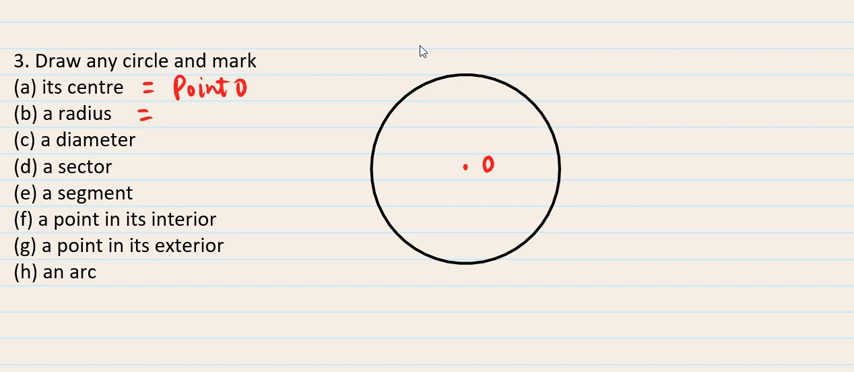 3. Draw any circle and mark
(a) its centre = Point O
(b) a radius =
(c) a diameter
(d) a sector
(e) a segment
(f) a point in its interior
(g) a point in its exterior
(h) an arc
O